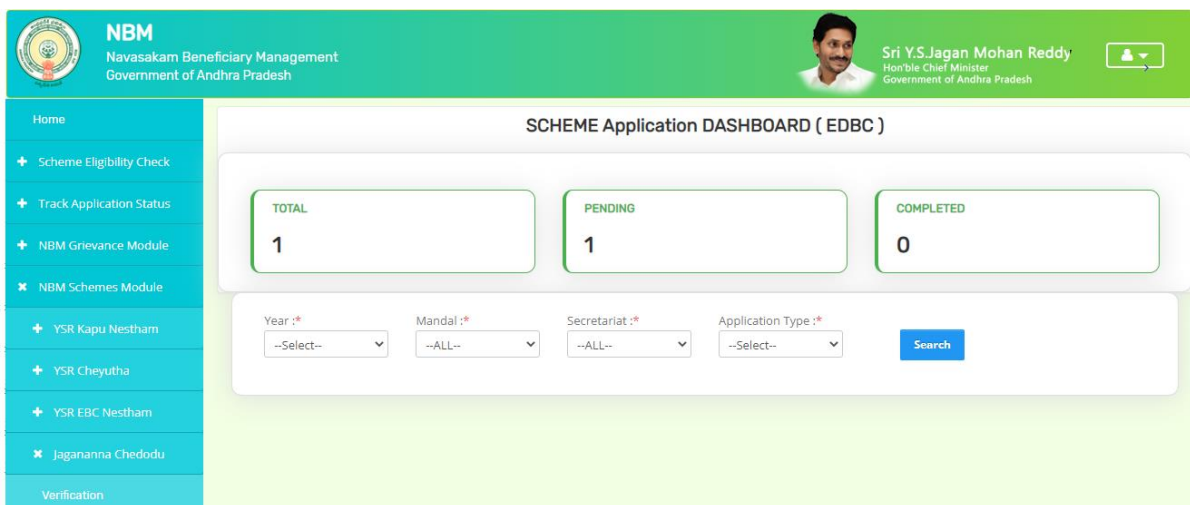 NBM
Navasakam Beneficiary Management
Government of Andhra Pradesh
Sri Y.S.Jagan Mohan Reddy
Hon'ble Chief Minister
Government of Andhra Pradesh
Home
Scheme Eligibility Check
Track Application Status
NBM Grievance Module
NBM Schemes Module
YSR Kapu Nestham
YSR Cheyutha
YSR EBC Nestham
Jagananna Chedodu
Verification
SCHEME Application DASHBOARD ( EDBC )
TOTAL
1
PENDING
1
COMPLETED
0
Year :*
--Select--
Mandal :*
--ALL--
Secretariat :*
--ALL--
Application Type :*
--Select--
Search